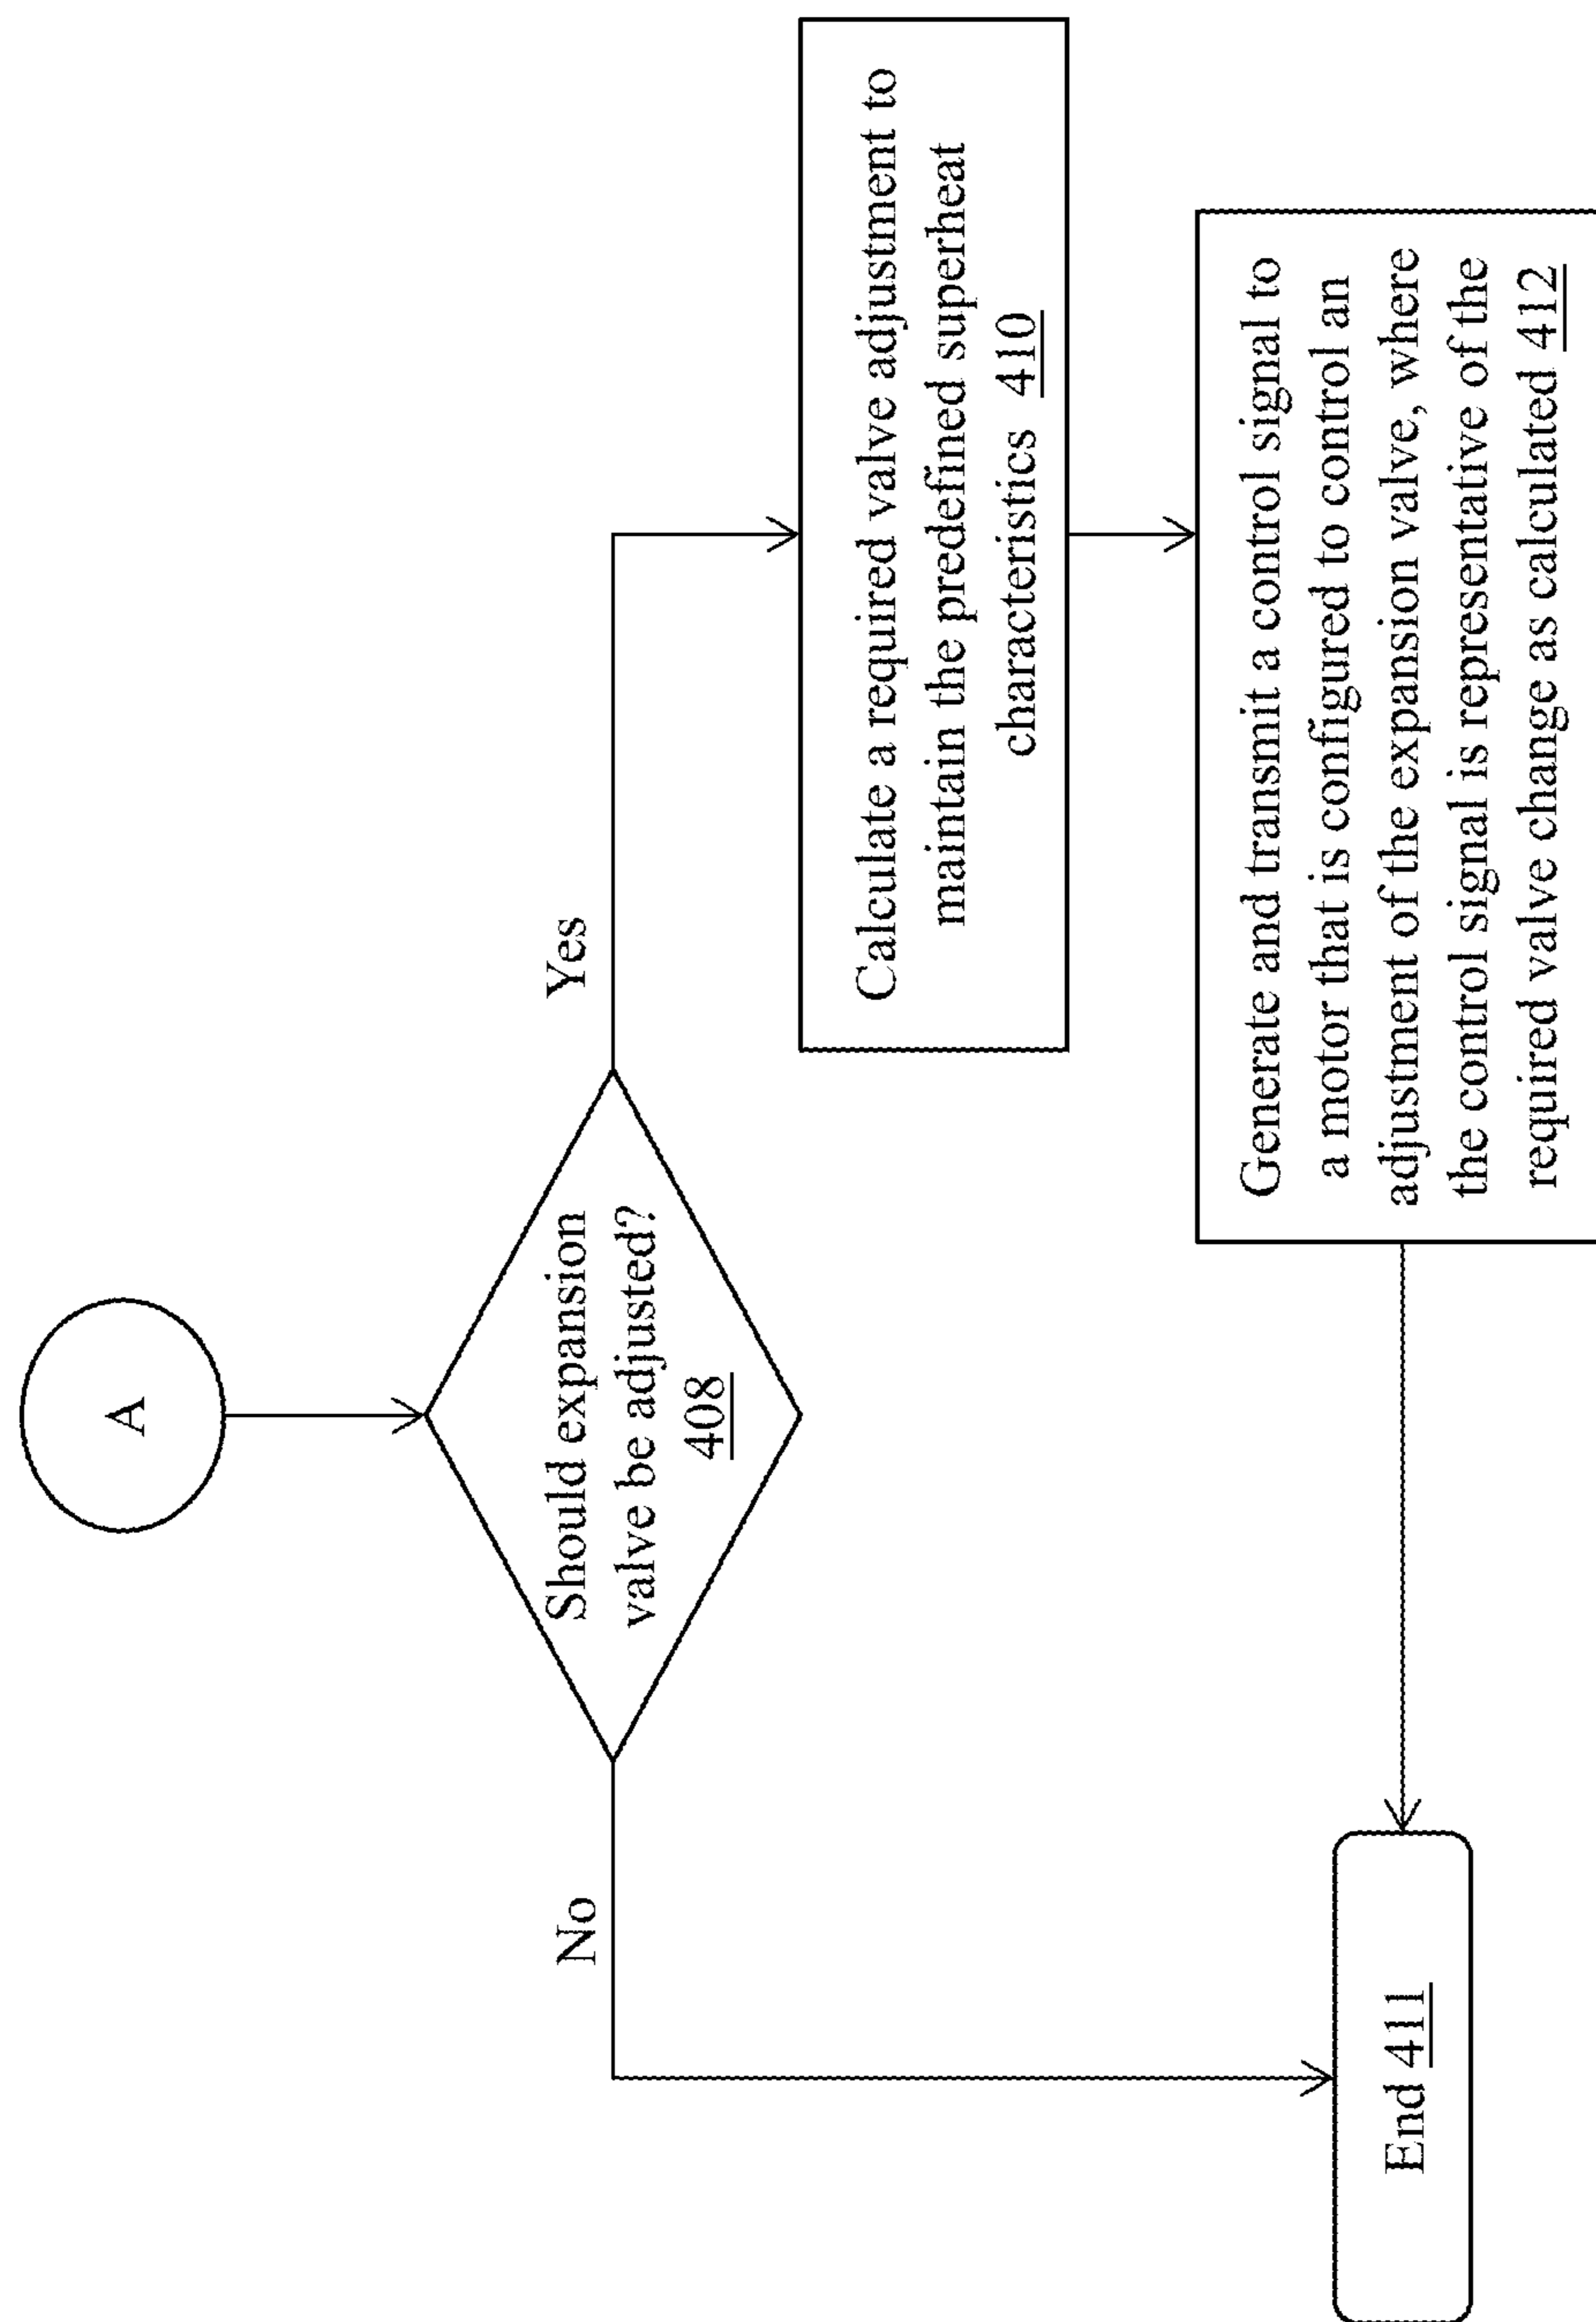 A
Should expansion
valve be adjusted?
408
Yes
No
Calculate a required valve adjustment to
maintain the predefined superheat
characteristics 410
Generate and transmit a control signal to
a motor that is configured to control an
adjustment of the expansion valve, where
the control signal is representative of the
required valve change as calculated 412
End 411